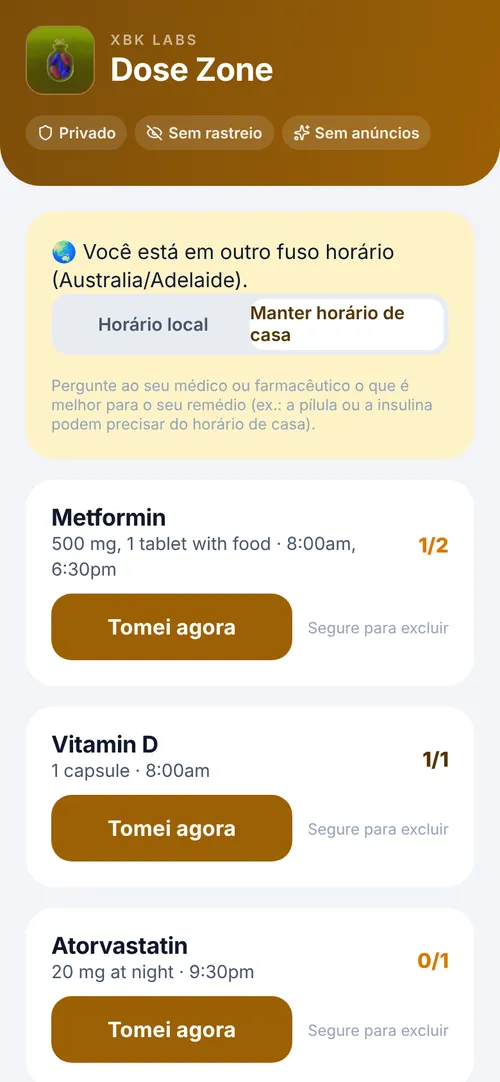 XBK LABS
Dose Zone
Privado
Sem rastreio
Sem anúncios
🌏 Você está em outro fuso horário
(Australia/Adelaide).
Horário local
Manter horário de
casa
Pergunte ao seu médico ou farmacêutico o que é
melhor para o seu remédio (ex.: a pílula ou a insulina
podem precisar do horário de casa).
Metformin
500 mg, 1 tablet with food · 8:00am,
6:30pm
1/2
Tomei agora
Segure para excluir
Vitamin D
1 capsule · 8:00am
1/1
Tomei agora
Segure para excluir
Atorvastatin
20 mg at night · 9:30pm
0/1
Tomei agora
Segure para excluir